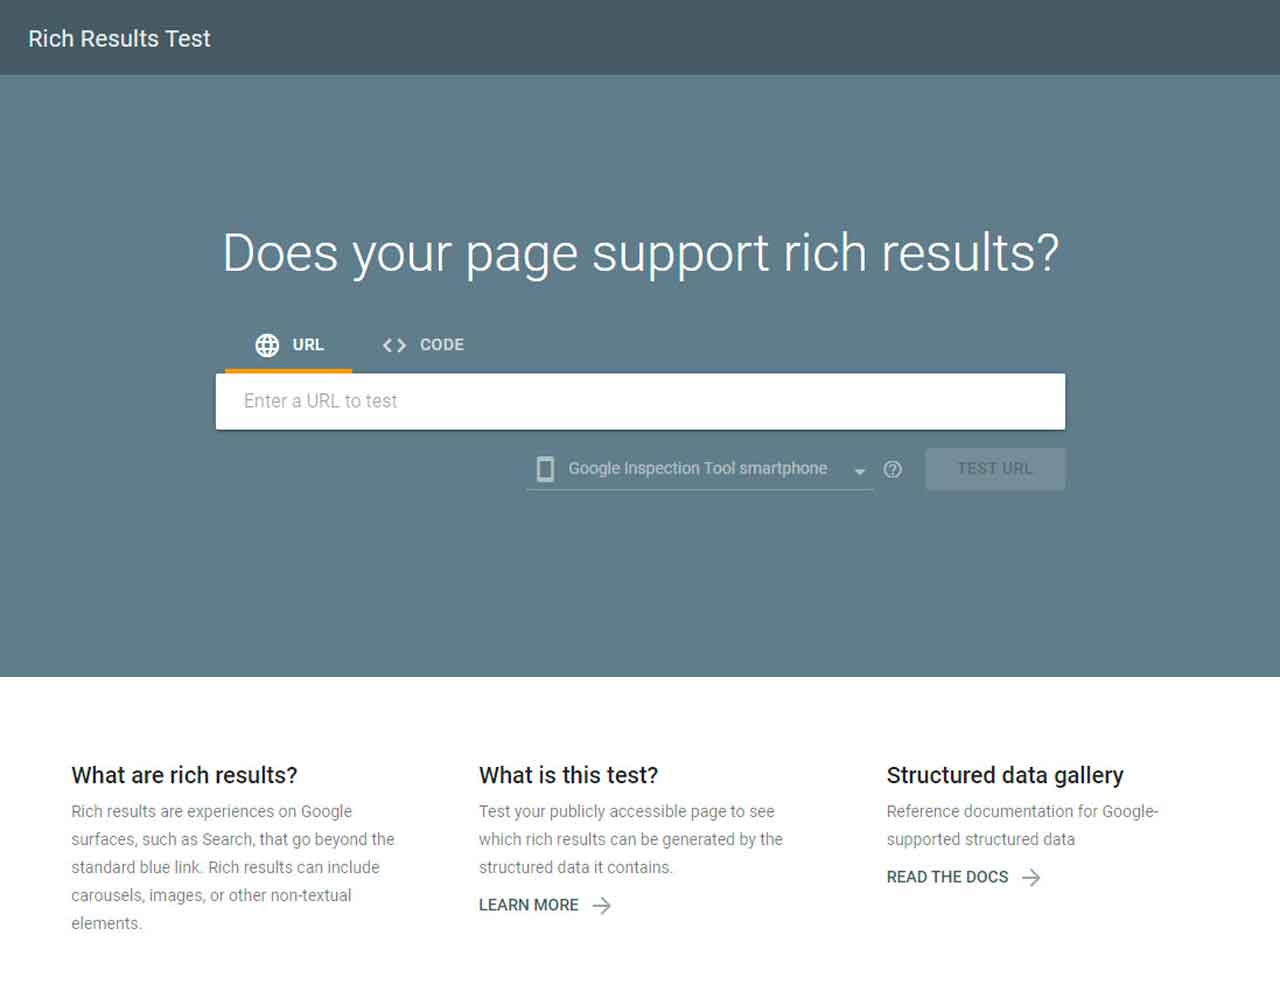 Rich Results Test
Does your page support rich results?
URL
CODE
Enter a URL to test
Google Inspection Tool smartphone
TEST URL
What are rich results?
Rich results are experiences on Google
surfaces, such as Search, that go beyond the
standard blue link. Rich results can include
carousels, images, or other non-textual
elements.
What is this test?
Test your publicly accessible page to see
which rich results can be generated by the
structured data it contains.
LEARN MORE
Structured data gallery
Reference documentation for Google-
supported structured data
READ THE DOCS